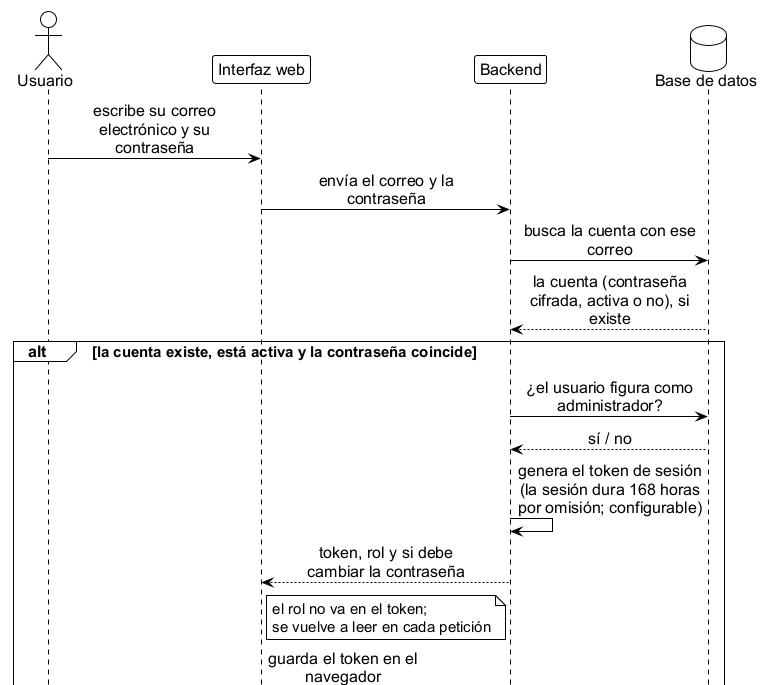 Usuario
Interfaz web
Backend
Base de datos
escribe su correo
electrónico y su
contraseña
envía el correo y la
contraseña
busca la cuenta con ese
correo
la cuenta (contraseña
cifrada, activa o no), si
existe
alt
[la cuenta existe, está activa y la contraseña coincide]
¿el usuario figura como
administrador?
sí / no
genera el token de sesión
(la sesión dura 168 horas
por omisión; configurable)
token, rol y si debe
cambiar la contraseña
el rol no va en el token;
se vuelve a leer en cada petición
guarda el token en el
navegador